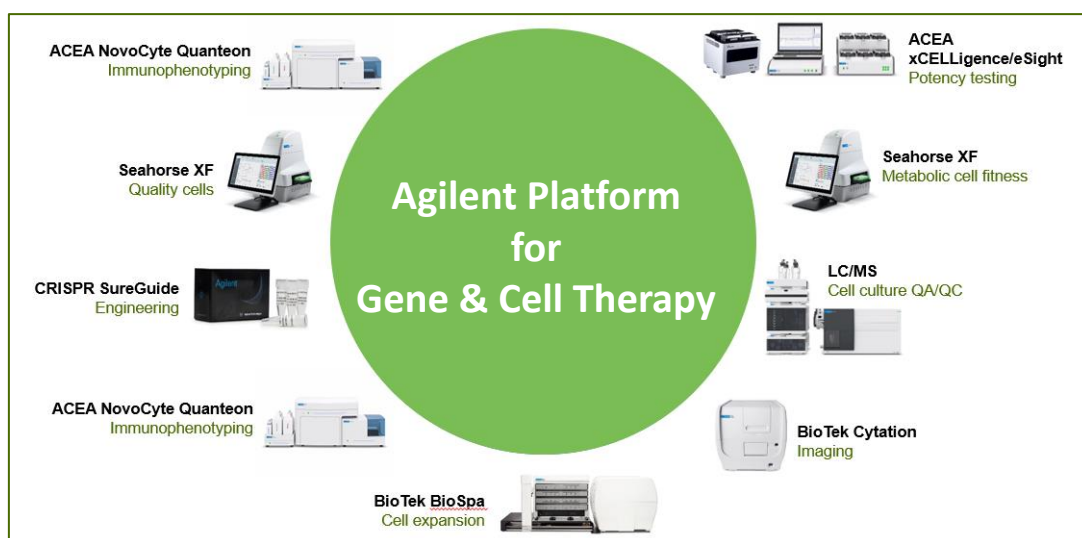 ACEA NovoCyte Quanteon
Immunophenotyping
ACEA
xCELLigence/eSight
Potency testing
Seahorse XF
Quality cells
Seahorse XF
Metabolic cell fitness
Agilent Platform
for
Gene & Cell Therapy
CRISPR SureGuide
Engineering
Agilent
LC/MS
Cell culture QA/QC
ACEA NovoCyte Quanteon
Immunophenotyping
BioTek Cytation
Imaging
BioTek BioSpa
Cell expansion